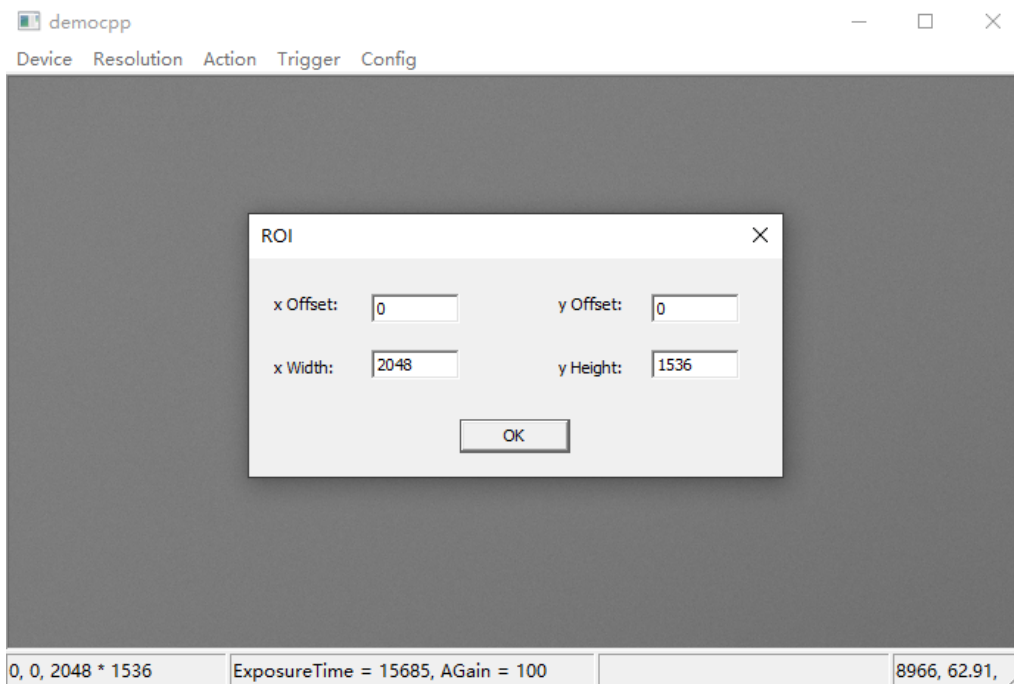 democpp
Device Resolution Action Trigger Config
ROI
x Offset: 0 y Offset: 0
x Width: 2048 y Height: 1536
OK
0, 0, 2048 * 1536 ExposureTime = 15685, AGain = 100 8966, 62.91,